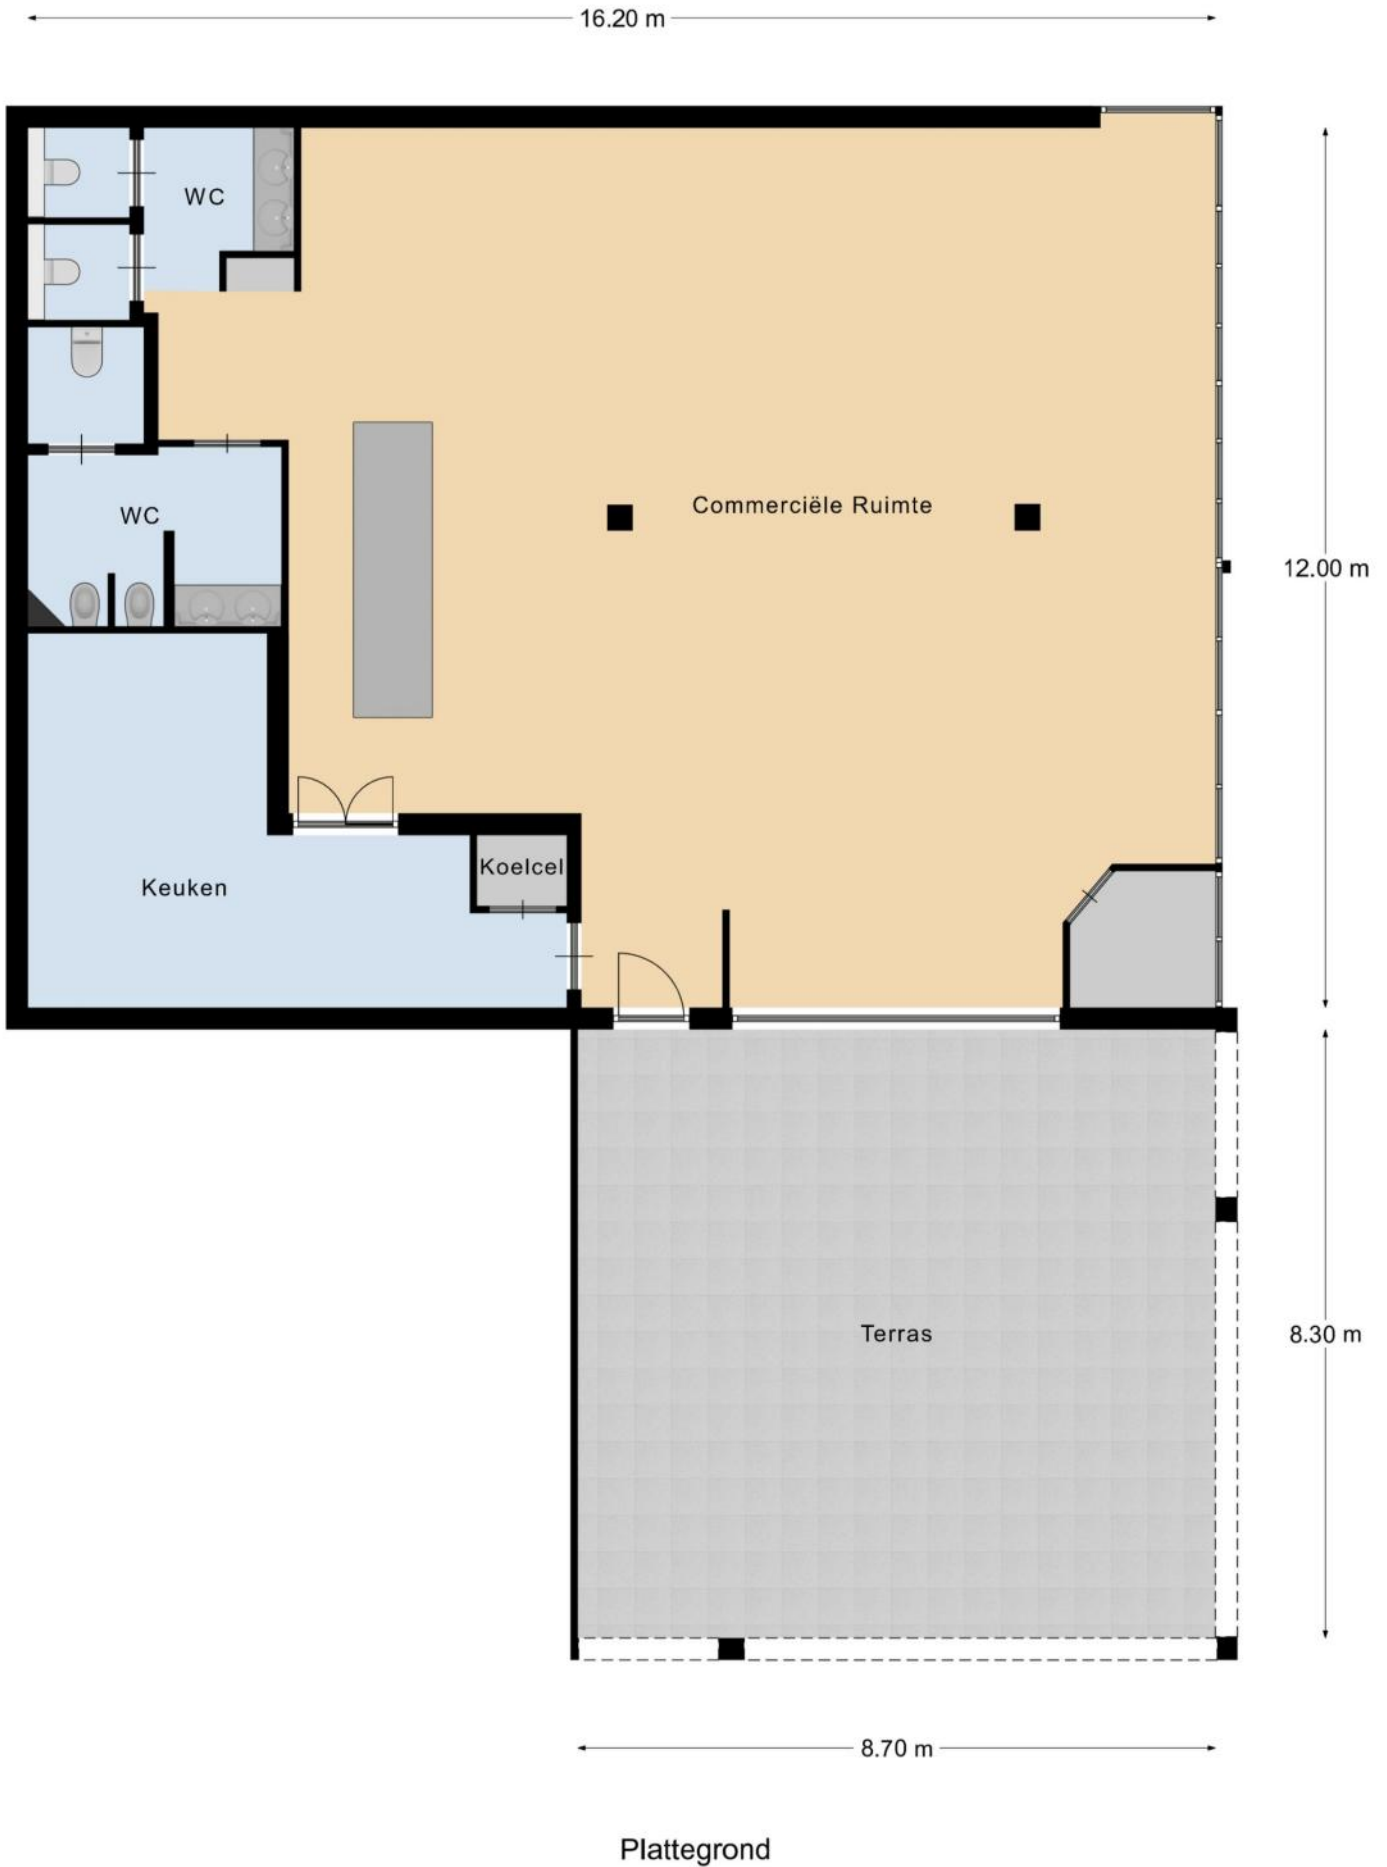 16.20 m
WC
Commerciële Ruimte
WC
12.00 m
Koelcel
Keuken
Terras
8.30 m
8.70 m
Plattegrond